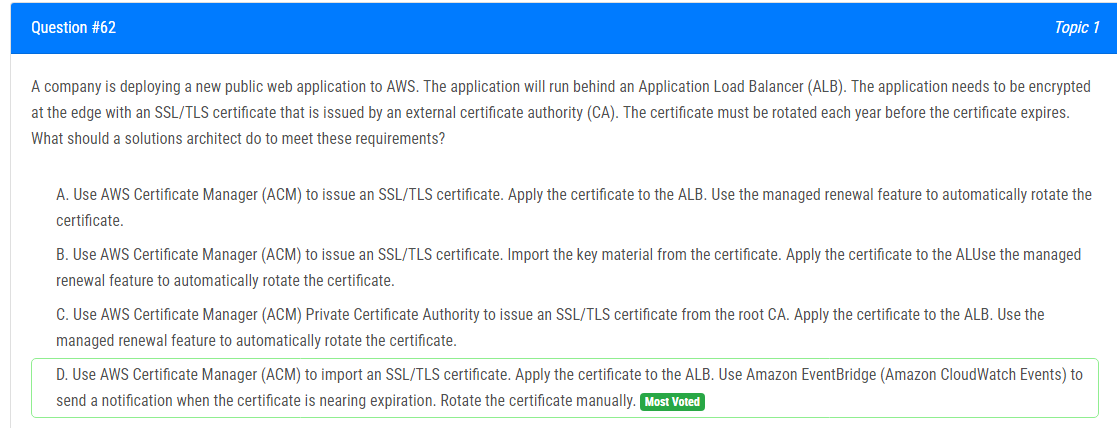 Question #62
Topic 1
A company is deploying a new public web application to AWS. The application will run behind an Application Load Balancer (ALB). The application needs to be encrypted
at the edge with an SSL/TLS certificate that is issued by an external certificate authority (CA). The certificate must be rotated each year before the certificate expires.
What should a solutions architect do to meet these requirements?
A. Use AWS Certificate Manager (ACM) to issue an SSL/TLS certificate. Apply the certificate to the ALB. Use the managed renewal feature to automatically rotate the
certificate.
B. Use AWS Certificate Manager (ACM) to issue an SSL/TLS certificate. Import the key material from the certificate. Apply the certificate to the ALUse the managed
renewal feature to automatically rotate the certificate.
C. Use AWS Certificate Manager (ACM) Private Certificate Authority to issue an SSL/TLS certificate from the root CA. Apply the certificate to the ALB. Use the
managed renewal feature to automatically rotate the certificate.
D. Use AWS Certificate Manager (ACM) to import an SSL/TLS certificate. Apply the certificate to the ALB. Use Amazon EventBridge (Amazon CloudWatch Events) to
send a notification when the certificate is nearing expiration. Rotate the certificate manually. Most Voted